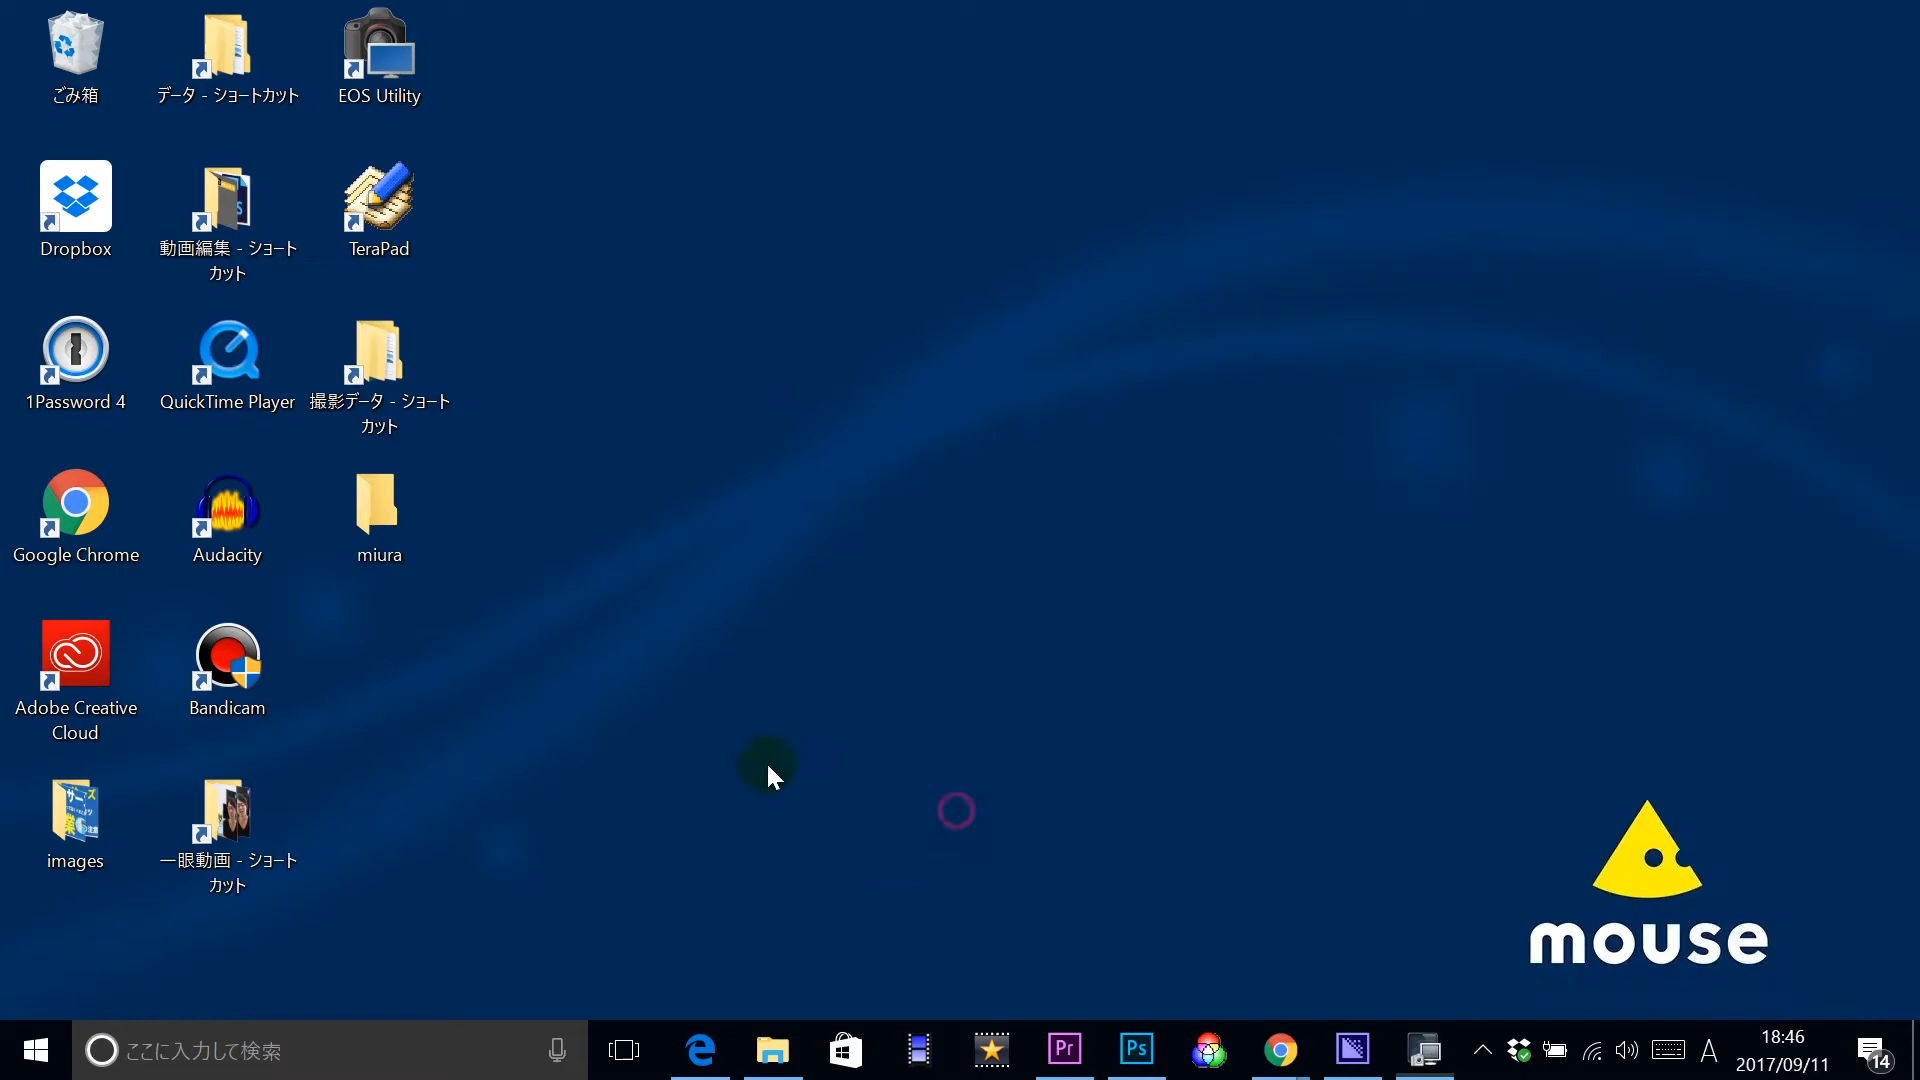 ごみ箱
データ - ショートカット
EOS Utility
Dropbox
動画編集 - ショート
カット
TeraPad
1Password 4
QuickTime Player
撮影データ - ショート
カット
Google Chrome
Audacity
miura
Adobe Creative
Cloud
Bandicam
images
一眼動画 - ショート
カット
mouse
ここに入力して検索
Pr
Ps
A
18:46
2017/09/11
14